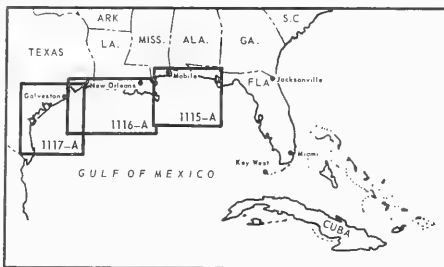 ARK
S.C
TEXAS
LA.
MISS.
ALA.
GA.
Mobile
New Orleans
FLA
Jacksonville
Galveston
1115-A
1116-A
1117-A
Miami
Key West
GULF OF MEXICO
CUBA